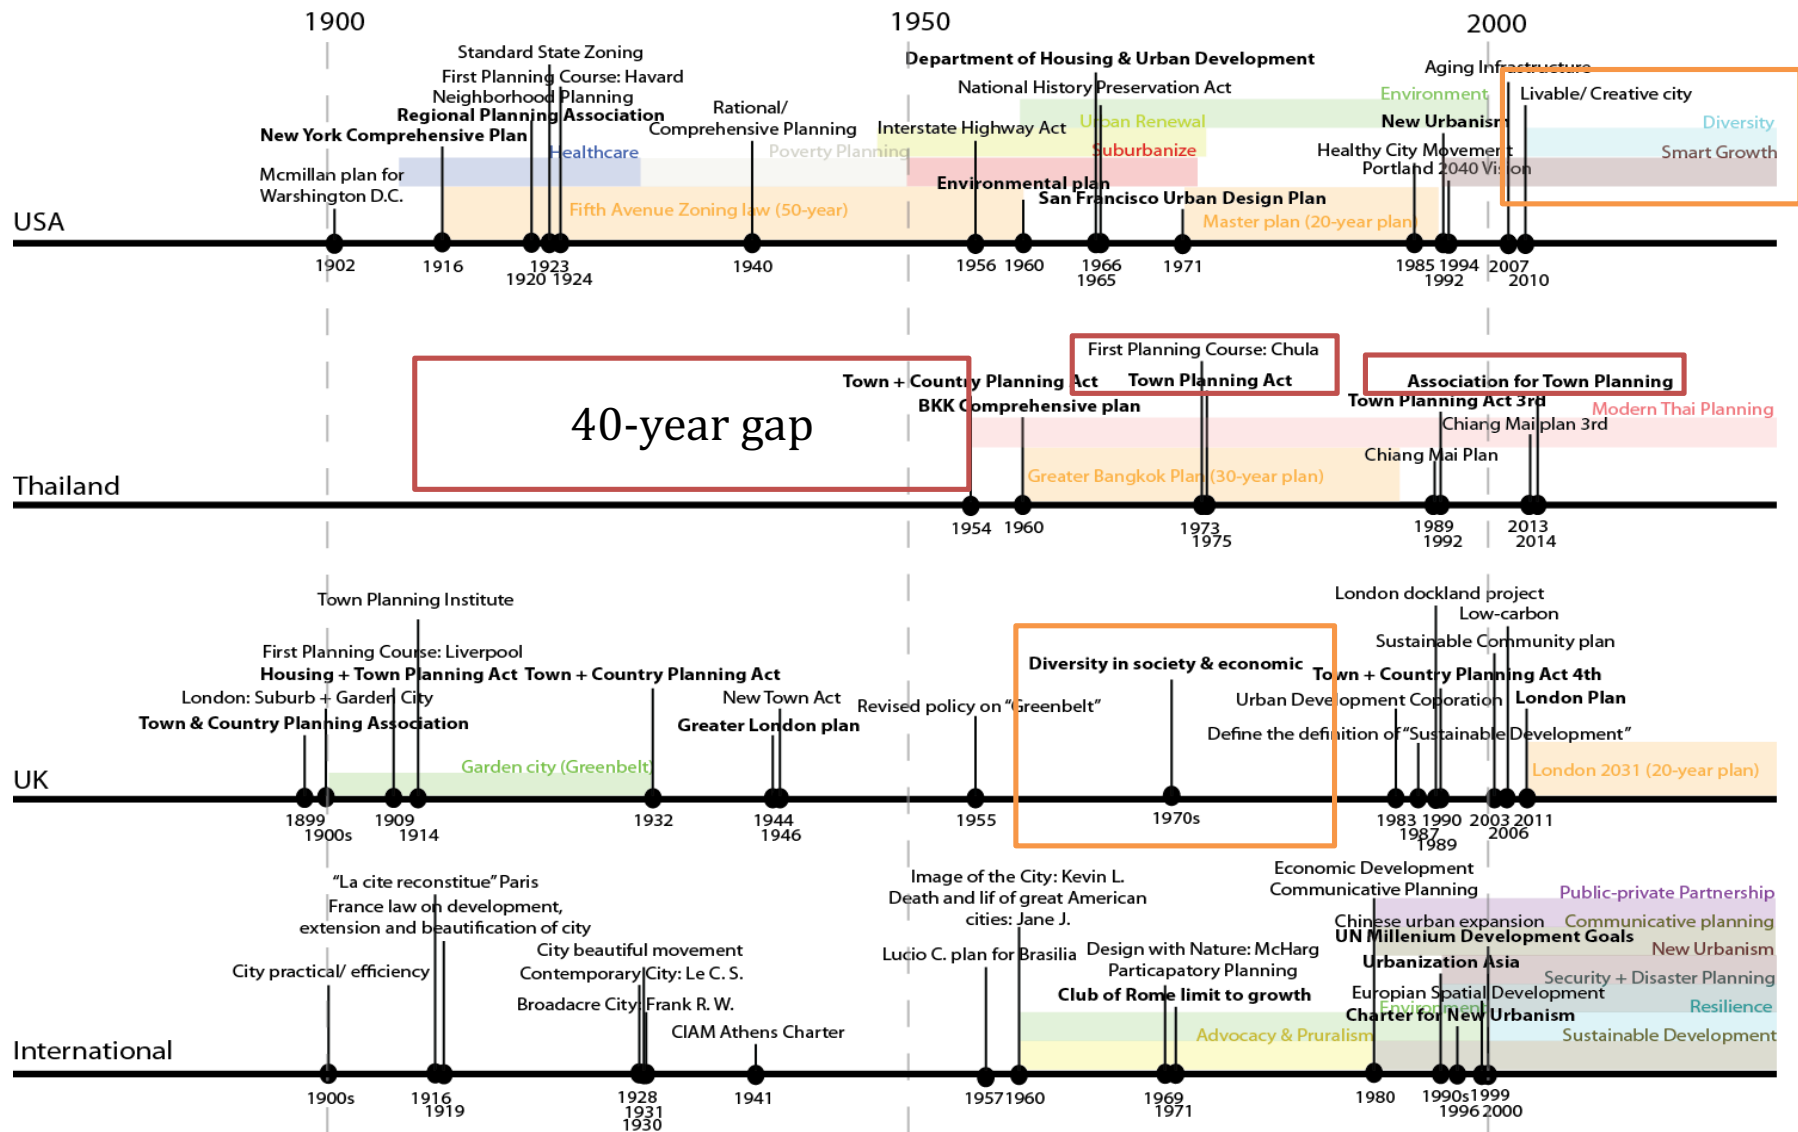 1900
1950
2000
Standard State Zoning
First Planning Course: Havard
Neighborhood Planning
Regional Planning Association
New York Comprehensive Plan
Mcmillan plan for
Warshington D.C.
Healthcare
Rational/
Comprehensive Planning
Poverty Planning
Fifth Avenue Zoning law (50-year)
Department of Housing & Urban Development
National History Preservation Act
Interstate Highway Act
Urban Renewal
Suburbanize
Environmental plan
San Francisco Urban Design Plan
Master plan (20-year plan)
Aging Infrastructure
Environment
New Urbanism
Healthy City Movement
Portland 2040 Vision
Livable/ Creative city
Diversity
Smart Growth
USA
1902
1916
1920
1923
1924
1940
1956
1960
1966
1965
1971
1985
1992
1994
2007
2010
40-year gap
First Planning Course: Chula
Town + Country Planning Act
Town Planning Act
BKK Comprehensive plan
Greater Bangkok Plan (30-year plan)
Association for Town Planning
Town Planning Act 3rd
Modern Thai Planning
Chiang Mai plan 3rd
Chiang Mai Plan
Thailand
1954
1960
1973
1975
1989
1992
2013
2014
Town Planning Institute
First Planning Course: Liverpool
Housing + Town Planning Act
Town + Country Planning Act
London: Suburb + Garden City
Town & Country Planning Association
Garden city (Greenbelt)
New Town Act
Greater London plan
Revised policy on “Greenbelt”
Diversity in society & economic
London dockland project
Low-carbon
Sustainable Community plan
Town + Country Planning Act 4th
Urban Development Coporation
London Plan
Define the definition of “Sustainable Development”
London 2031 (20-year plan)
UK
1899
1900s
1909
1914
1932
1944
1946
1955
1970s
1983
1987
1990
1989
2003
2006
2011
“La cite reconstitue” Paris
France law on development,
extension and beautification of city
City practical/ efficiency
City beautiful movement
Contemporary City: Le C. S.
Broadacre City: Frank R. W.
CIAM Athens Charter
Image of the City: Kevin L.
Death and lif of great American
cities: Jane J.
Lucio C. plan for Brasilia
Design with Nature: McHarg
Particapatory Planning
Club of Rome limit to growth
Advocacy & Pruralism
Economic Development
Communicative Planning
Chinese urban expansion
UN Millenium Development Goals
Urbanization Asia
Europian Spatial Development
Environment
Charter for New Urbanism
Public-private Partnership
Communicative planning
New Urbanism
Security + Disaster Planning
Resilience
Sustainable Development
International
1900s
1916
1919
1928
1931
1930
1941
1957
1960
1969
1971
1980
1990s
1996
1999
2000